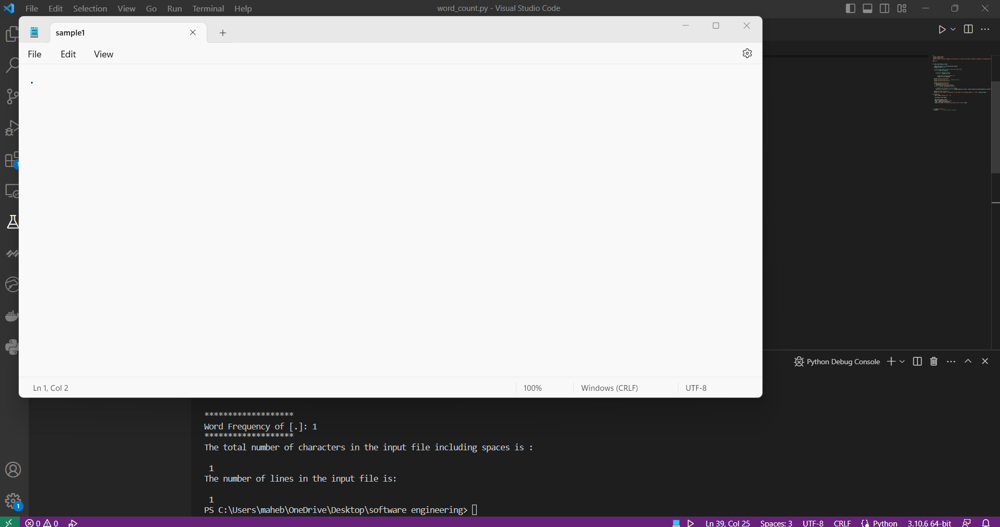 File Edit Selection View Go Run Terminal Help
word_count.py - Visual Studio Code
sample1
File Edit View
.
Ln 1, Col 2
100%
Windows (CRLF)
UTF-8
Python Debug Console
*******************
Word Frequency of [.]: 1
*******************
The total number of characters in the input file including spaces is :
1
The number of lines in the input file is:
1
PS C:\Users\maheb\OneDrive\Desktop\software engineering>
1
1
0 0
Ln 39, Col 25 Spaces: 3 UTF-8 CRLF Python 3.10.6 64-bit